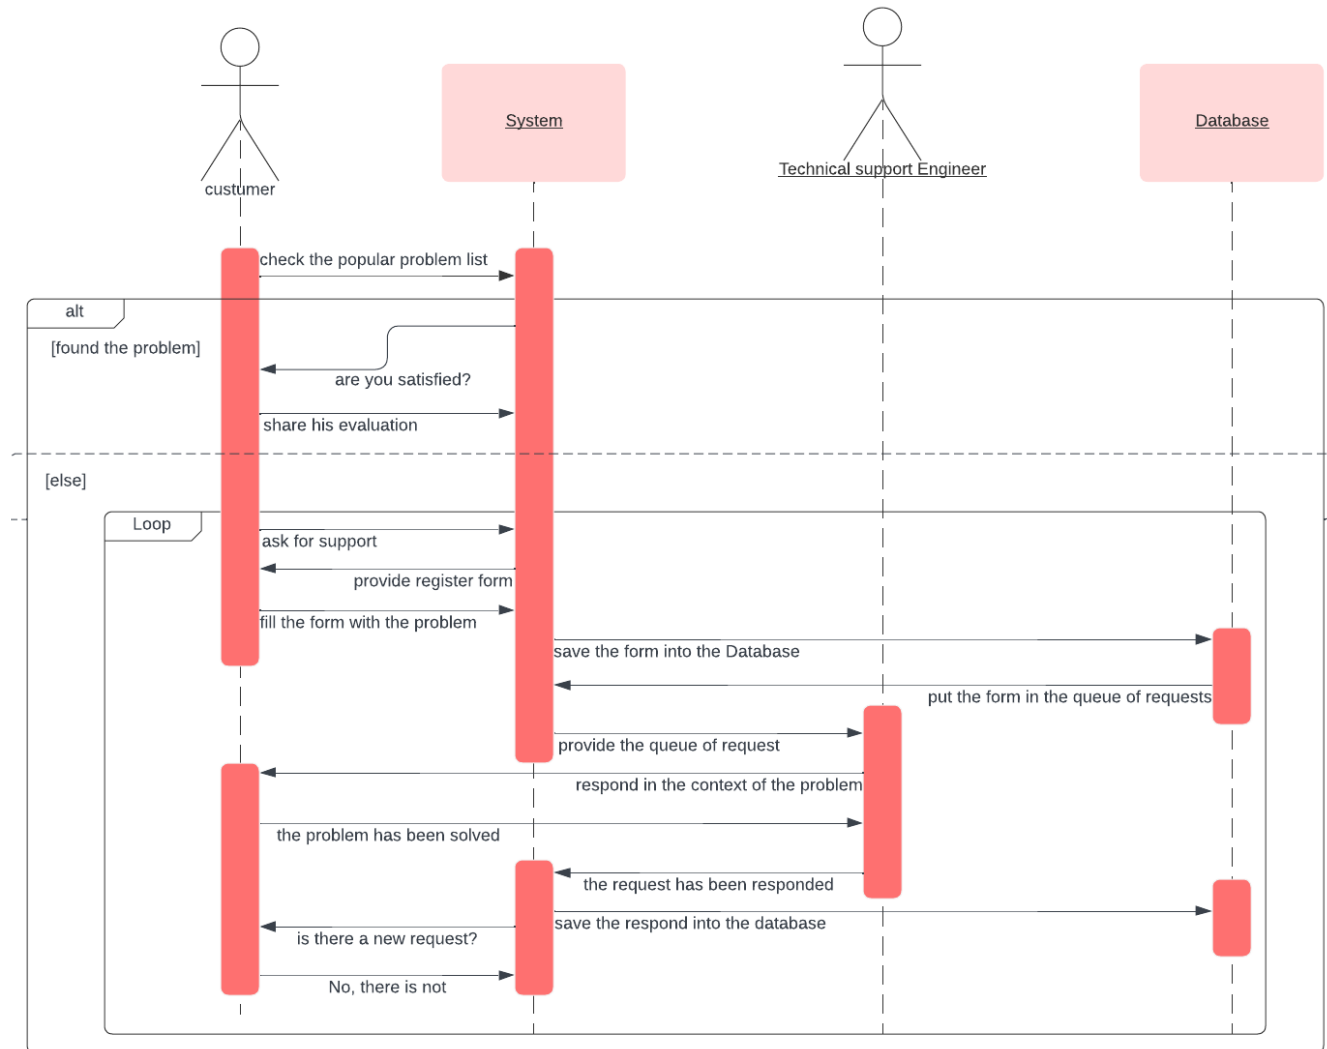 System
Database
Technical support Engineer
custumer
check the popular problem list
alt
[found the problem]
are you satisfied?
share his evaluation
[else]
Loop
ask for support
provide register form
fill the form with the problem
save the form into the Database
put the form in the queue of requests
provide the queue of request
respond in the context of the problem
the problem has been solved
the request has been responded
save the respond into the database
is there a new request?
No, there is not